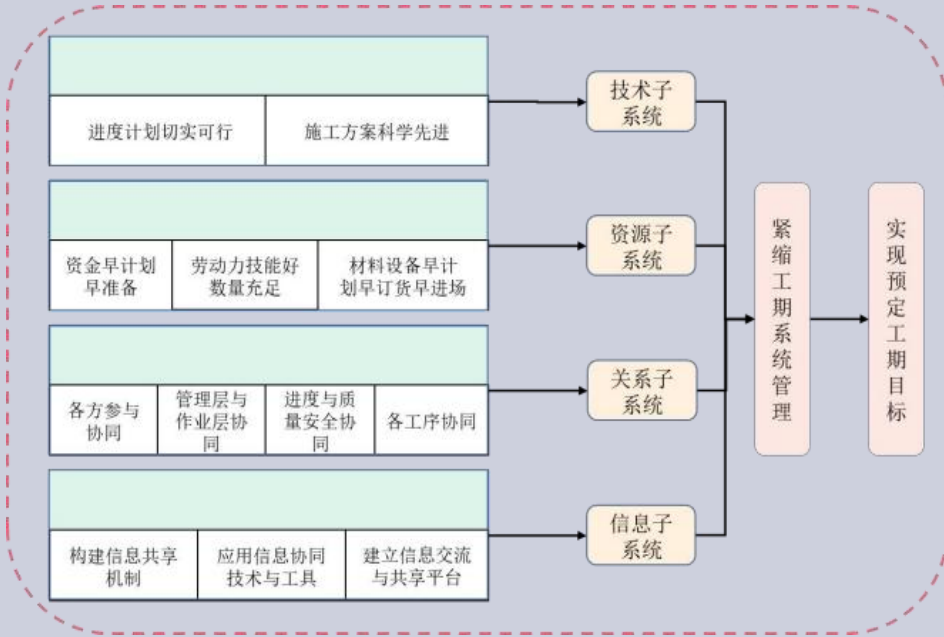 进度计划切实可行
施工方案科学先进
技术子
系统
资金早计划
早准备
劳动力技能好
数量充足
材料设备早计
划早订货早进场
资源子
系统
各方参与
协同
管理层与
作业层协
同
进度与质
量安全协
同
各工序协同
关系子
系统
构建信息共享
机制
应用信息协同
技术与工具
建立信息交流
与共享平台
信息子
系统
紧缩工期系统管理
实现预定工期目标